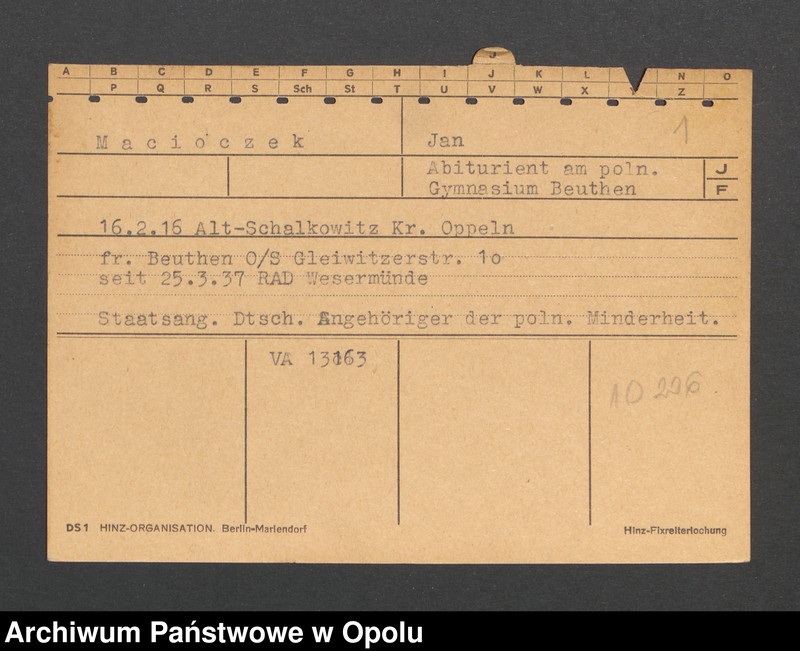 J
A B C D E F G H I J K L N O
P Q R S Sch St T U V W X Y Z
Macioczek Jan 1
Abiturient am poln. J
Gymnasium Beuthen F
16.2.16 Alt-Schalkowitz Kr. Oppeln
fr. Beuthen O/S Gleiwitzerstr. 1o
seit 25.3.37 RAD Wesermünde
Staatsang. Dtsch. Angehöriger der poln. Minderheit.
VA 13163
10 226.
DS1 HINZ-ORGANISATION. Berlin-Mariendorf Hinz-Fixreiterlochung
Archiwum Państwowe w Opolu